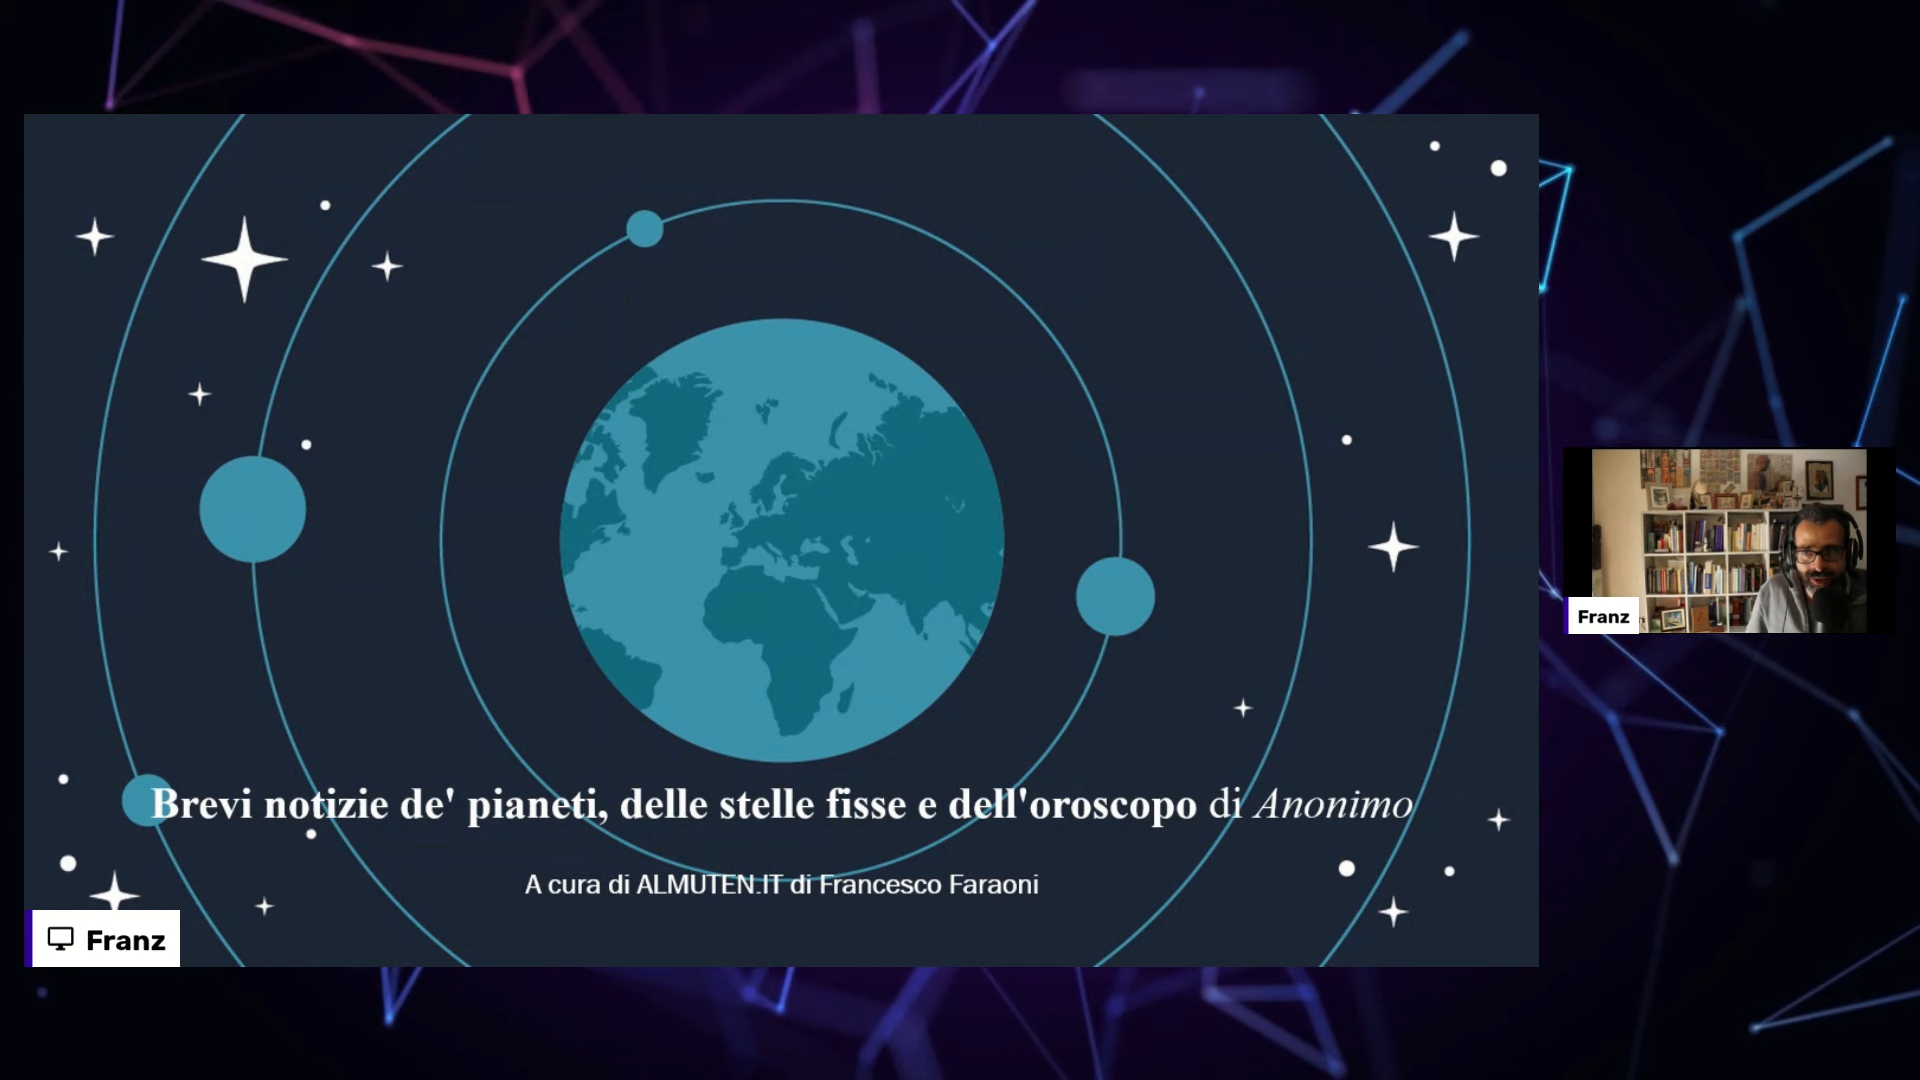 Brevi notizie de' pianeti, delle stelle fisse e dell'oroscopo di Anonimo
A cura di ALMUTEN.IT di Francesco Faraoni
Franz
Franz